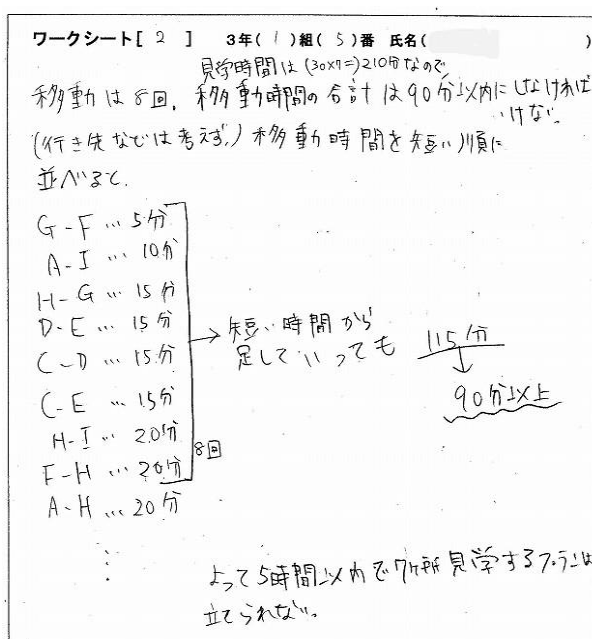 ワークシート[ 2 ] 3年( 1 )組( 5 )番 氏名( )
見学時間は(30×7=)210分なので
移動は8回, 移動時間の合計は90分以内にしなければ
いけない。
(行き先などは考えず,)移動時間を短い順に
並べると,
G-F … 5分
A-I … 10分
H-G … 15分
D-E … 15分
C-D … 15分
C-E … 15分
H-I … 20分
F-H … 20分
8回
A-H … 20分
→ 短い時間から
足していっても
115分
↓
90分以上
よって5時間以内で7ヶ所見学するプランは
立てられない。